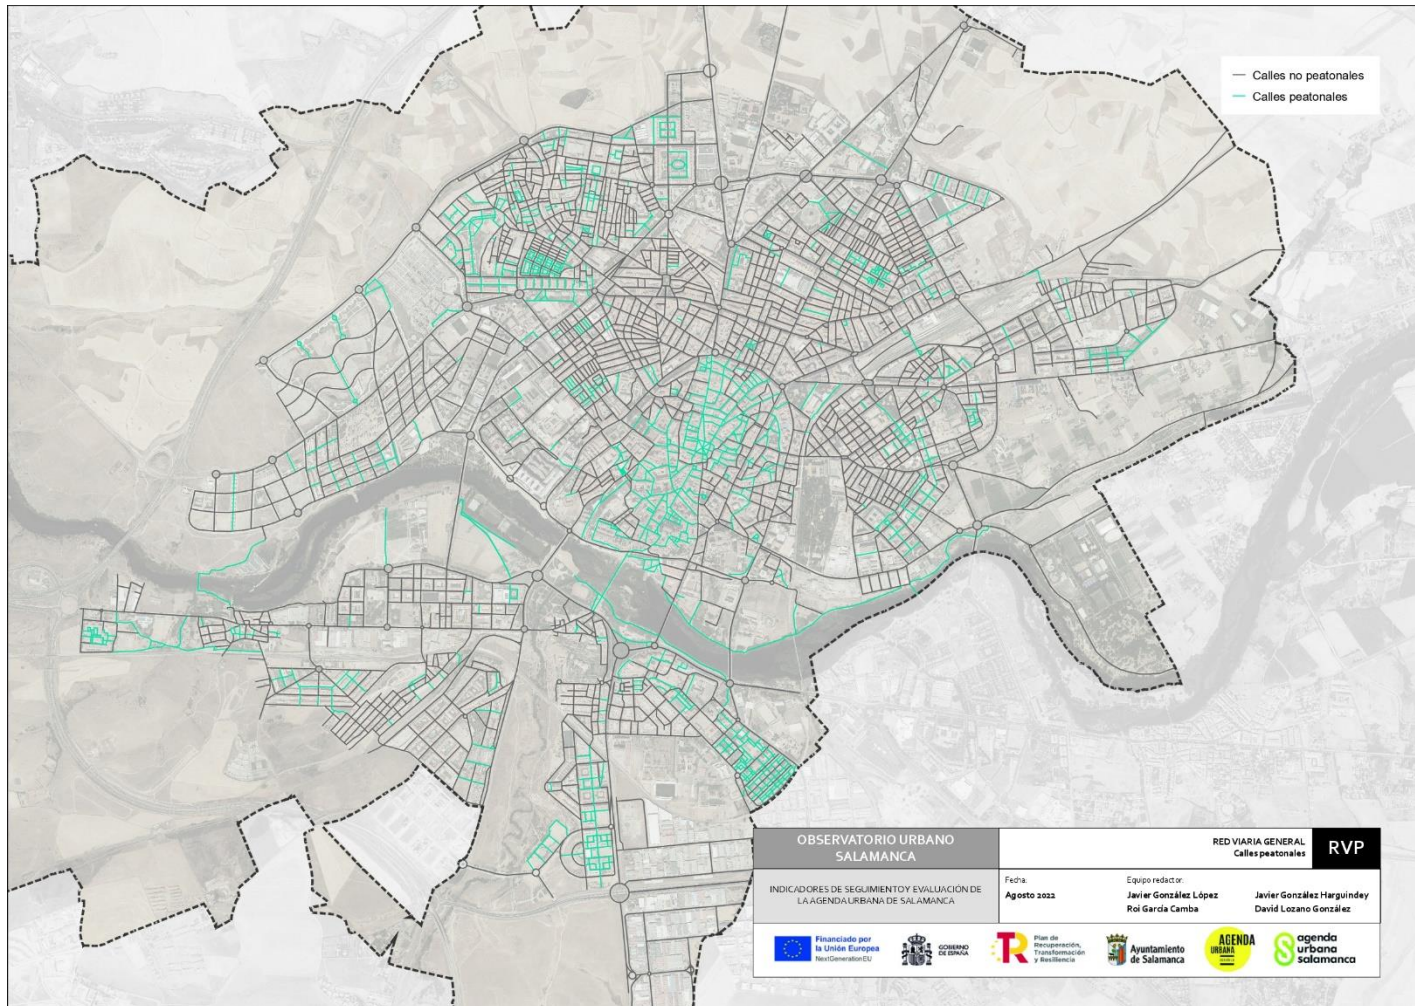 Calles no peatonales
Calles peatonales
OBSERVATORIO URBANO
SALAMANCA
RED VIARIA GENERAL
Calles peatonales
RVP
INDICADORES DE SEGUIMIENTO Y EVALUACIÓN DE
LA AGENDA URBANA DE SALAMANCA
Fecha:
Agosto 2022
Equipo redactor:
Javier González López
Roi García Camba
Javier González Harguindey
David Lozano González
Financiado por
la Unión Europea
NextGenerationEU
GOBIERNO
DE ESPAÑA
Plan de
Recuperación,
Transformación
y Resiliencia
Ayuntamiento
de Salamanca
AGENDA
URBANA
agenda
urbana
salamanca